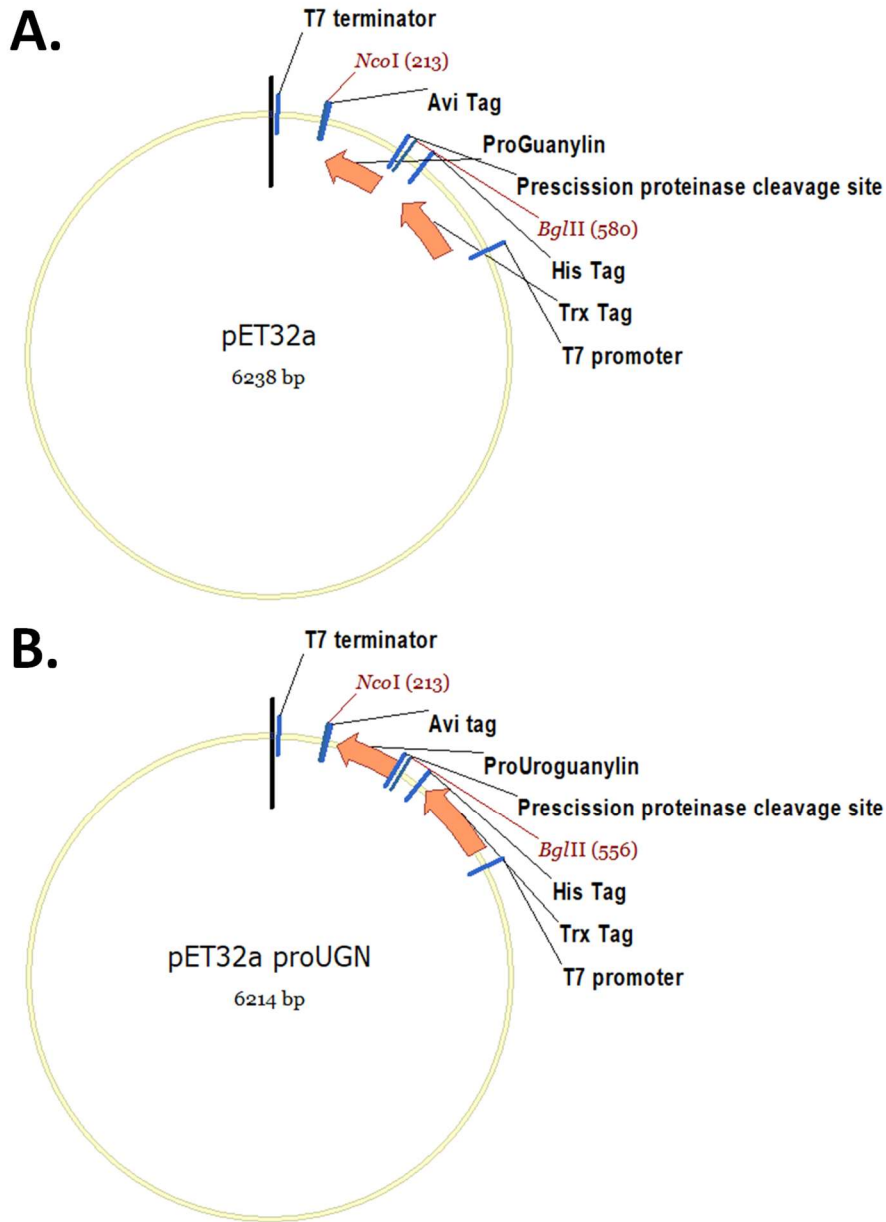 A.
T7 terminator
NcoI (213)
Avi Tag
ProGuanylin
Prescission proteinase cleavage site
BglII (580)
His Tag
Trx Tag
T7 promoter
pET32a
6238 bp
B.
T7 terminator
NcoI (213)
Avi tag
ProUroguanylin
Prescission proteinase cleavage site
BglII (556)
His Tag
Trx Tag
T7 promoter
pET32a proUGN
6214 bp